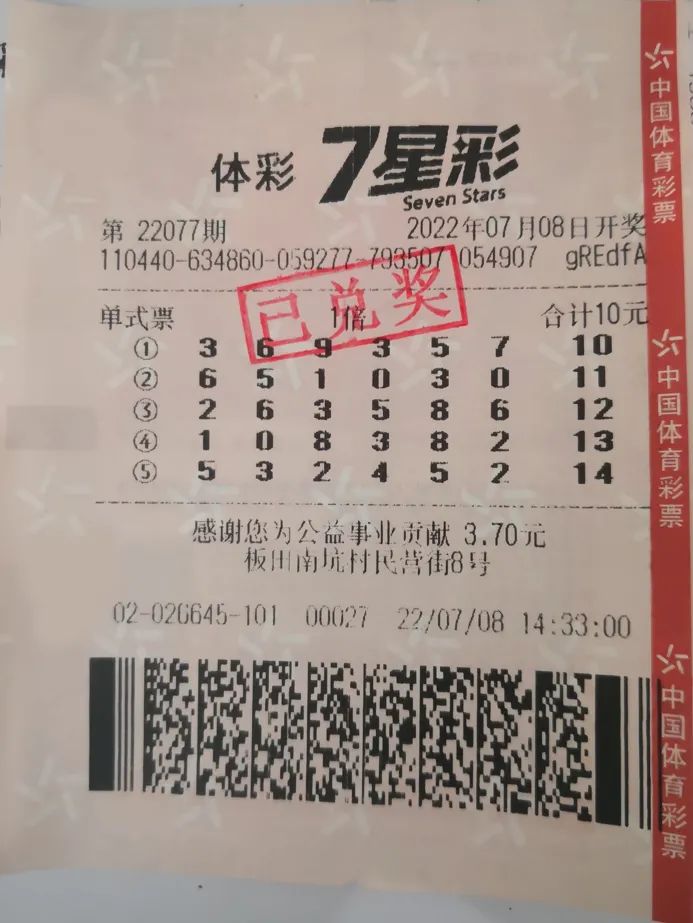 体彩 7星彩
Seven Stars
第 22077期 2022年07月08日开奖
110440-634860-059277-793507 054907 gREdfA
已兑奖
单式票 1倍 合计10元
① 3 6 9 3 5 7 10
② 6 5 1 0 3 0 11
③ 2 6 3 5 8 6 12
④ 1 0 8 3 8 2 13
⑤ 5 3 2 4 5 2 14
感谢您为公益事业贡献 3.70元
板田南坑村民营街8号
02-026645-101 00027 22/07/08 14:33:00
中国体育彩票
中国体育彩票
中国体育彩票